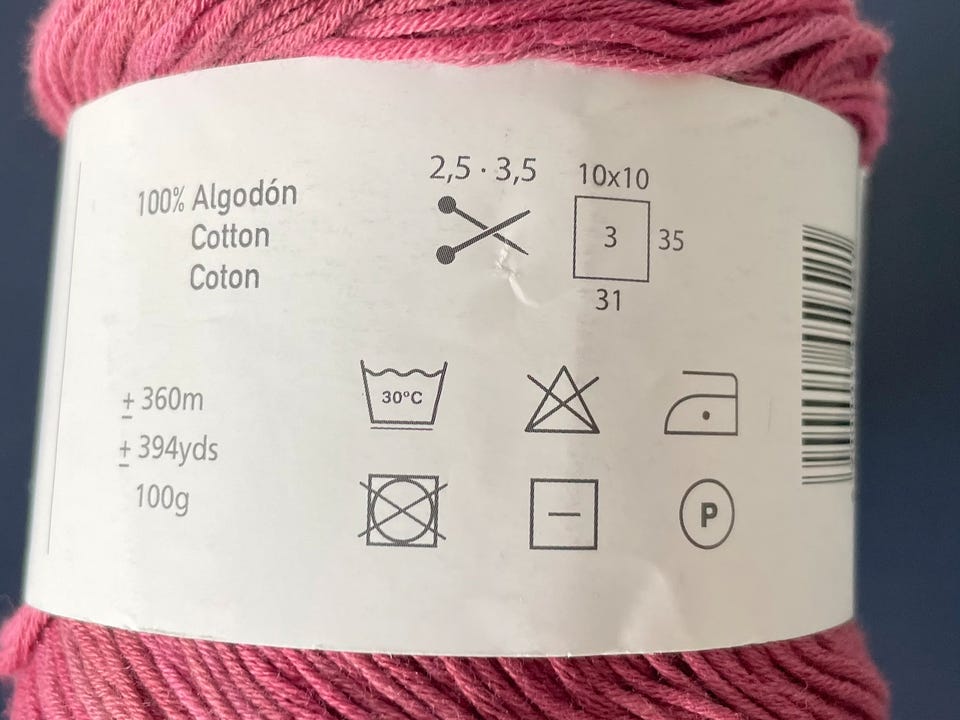 100% Algodón
Cotton
Coton
2,5 · 3,5
10x10
3
35
31
± 360m
± 394yds
100g
30°C
P